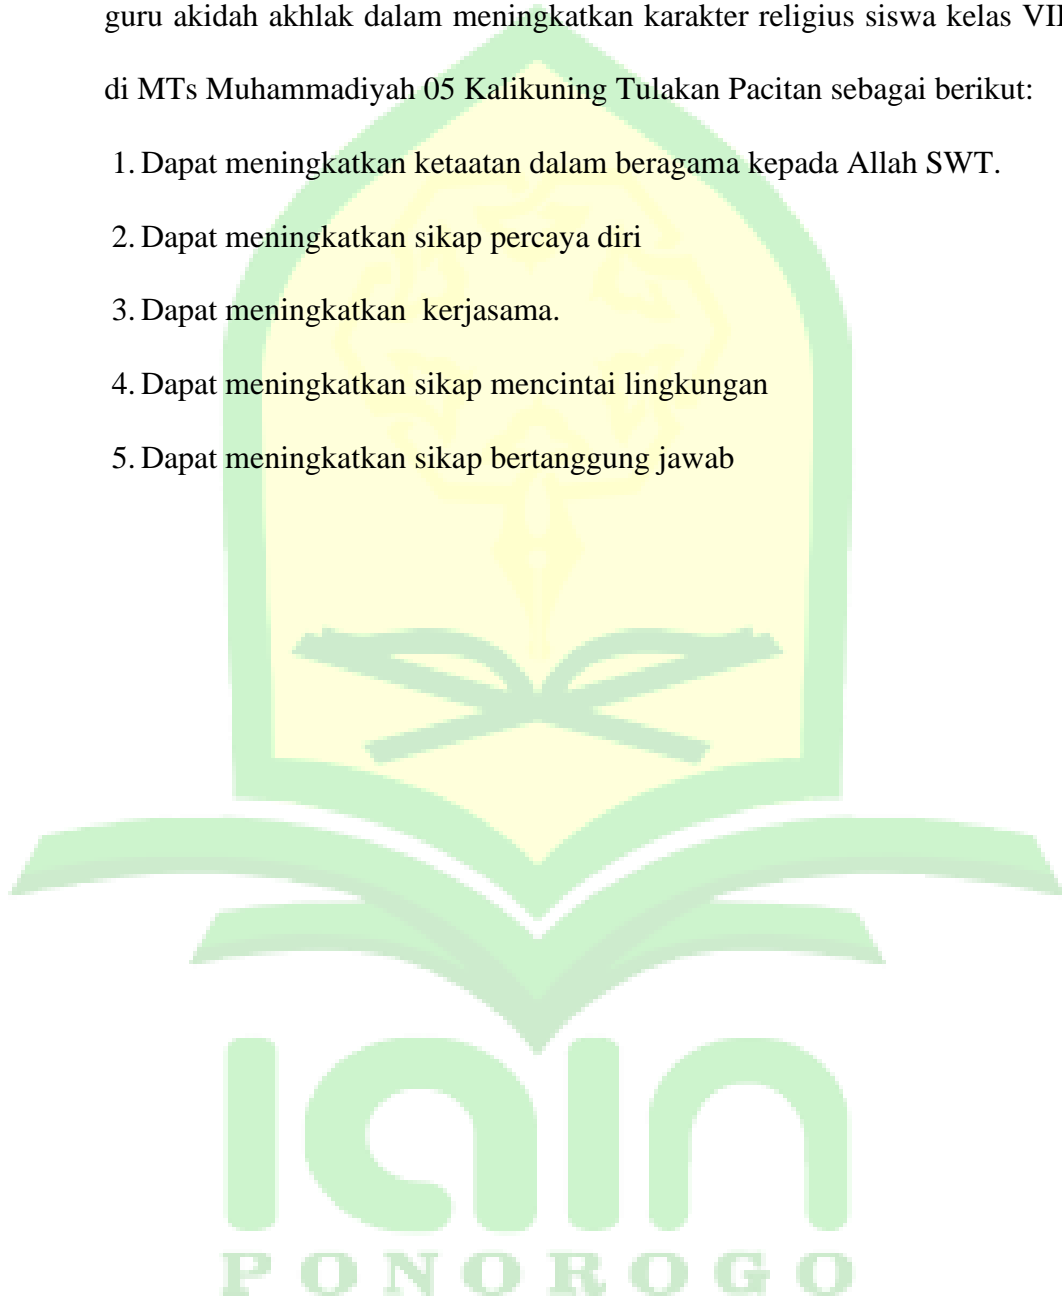 guru akidah akhlak dalam meningkatkan karakter religius siswa kelas
di MTs Muhammadiyah 05 Kalikuning Tulakan Pacitan sebagai berikut:
1. Dapat meningkatkan ketaatan dalam beragama kepada Allah SWT.
2. Dapat meningkatkan sikap percaya diri
3. Dapat meningkatkan kerjasama.
4. Dapat meningkatkan sikap mencintai lingkungan
5. Dapat meningkatkan sikap bertanggung jawab
iain
PONOROGO